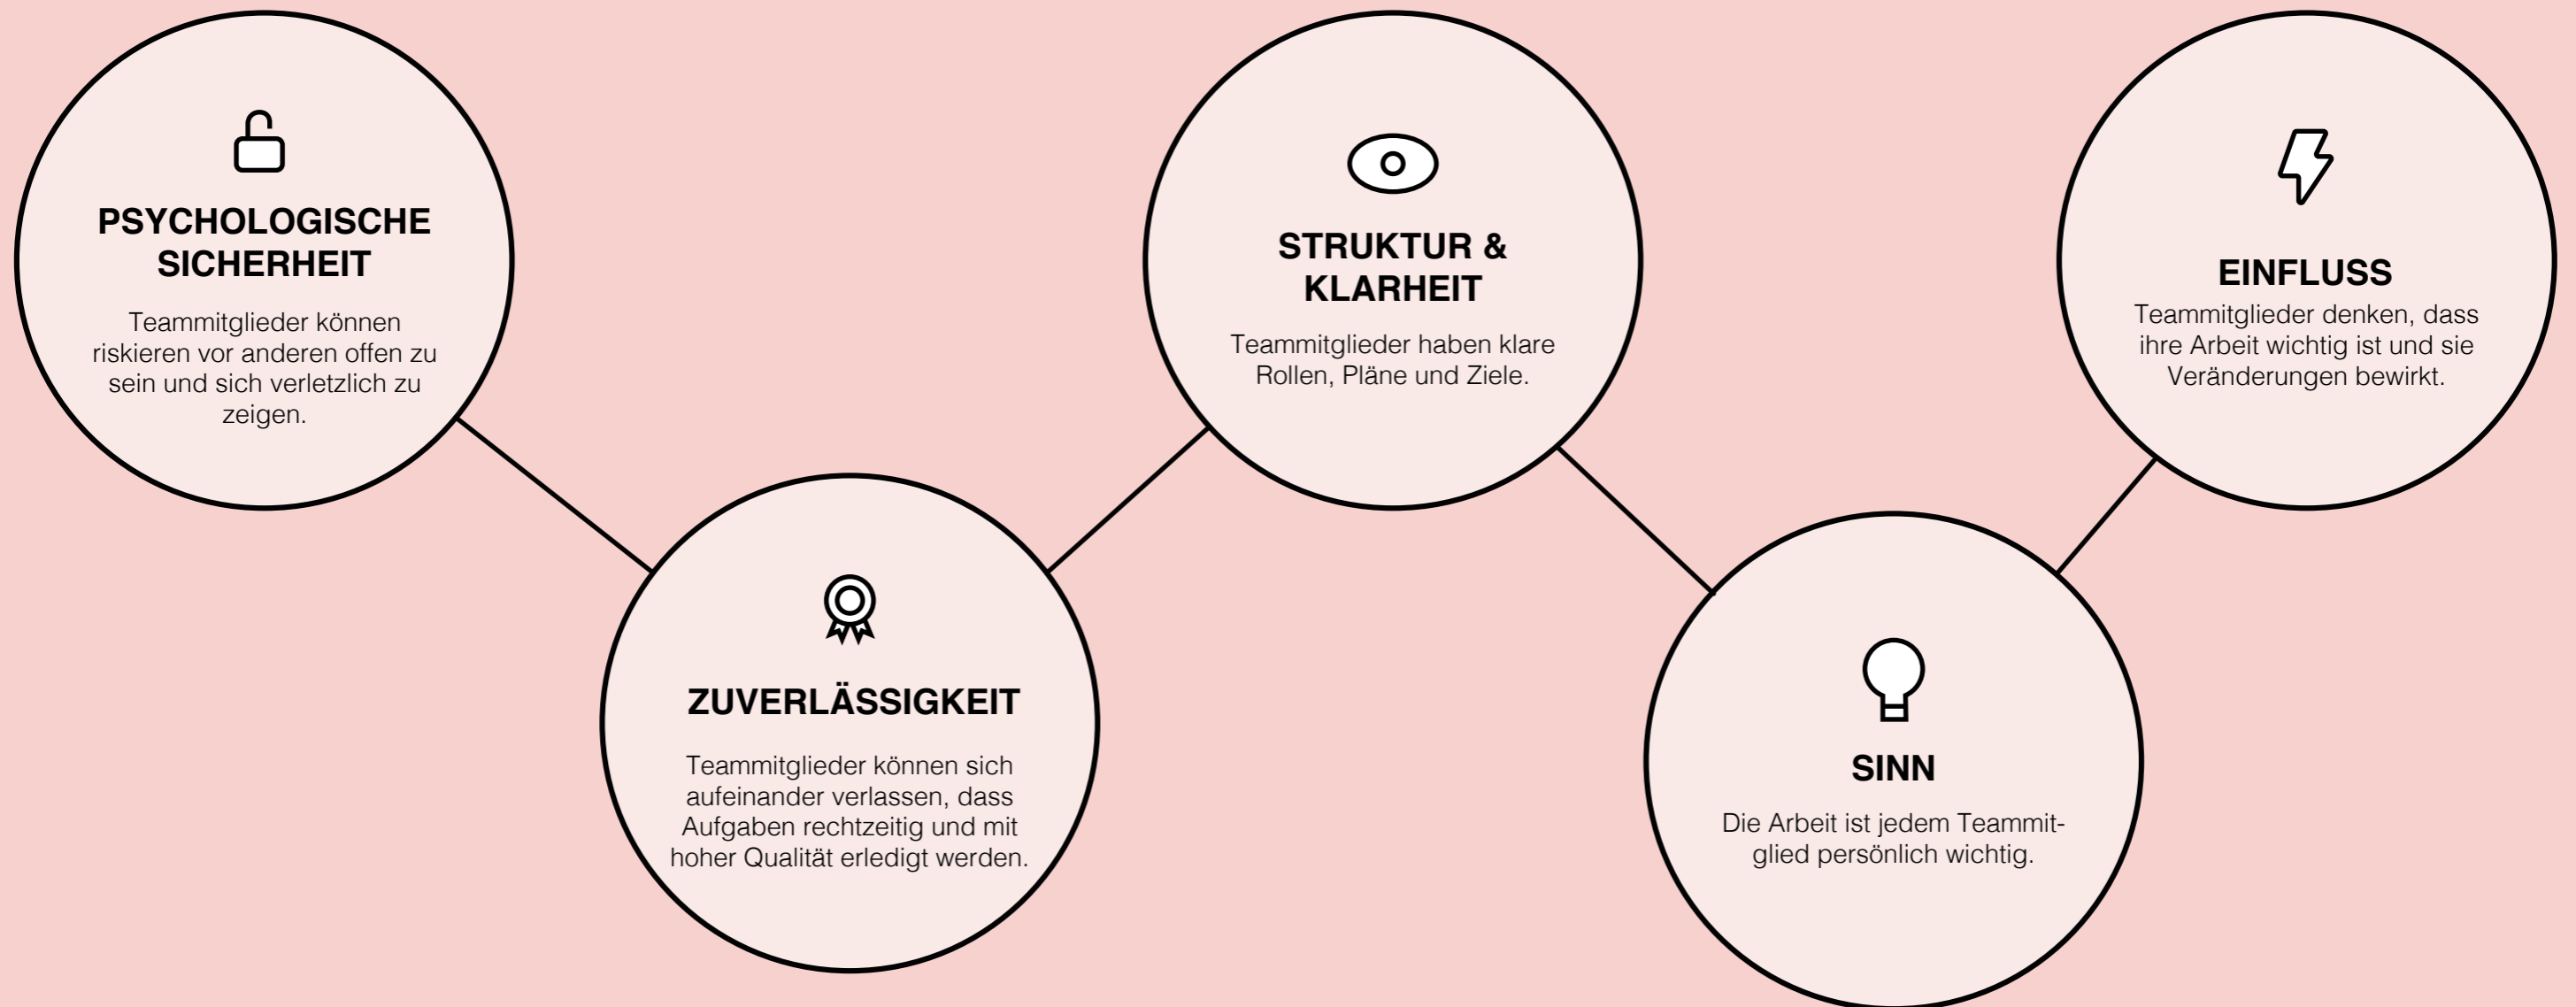 PSYCHOLOGISCHE
SICHERHEIT
Teammitglieder können
riskieren vor anderen offen zu
sein und sich verletzlich zu
zeigen.
ZUVERLÄSSIGKEIT
Teammitglieder können sich
aufeinander verlassen, dass
Aufgaben rechtzeitig und mit
hoher Qualität erledigt werden.
STRUKTUR &
KLARHEIT
Teammitglieder haben klare
Rollen, Pläne und Ziele.
SINN
Die Arbeit ist jedem Teammit-
glied persönlich wichtig.
EINFLUSS
Teammitglieder denken, dass
ihre Arbeit wichtig ist und sie
Veränderungen bewirkt.